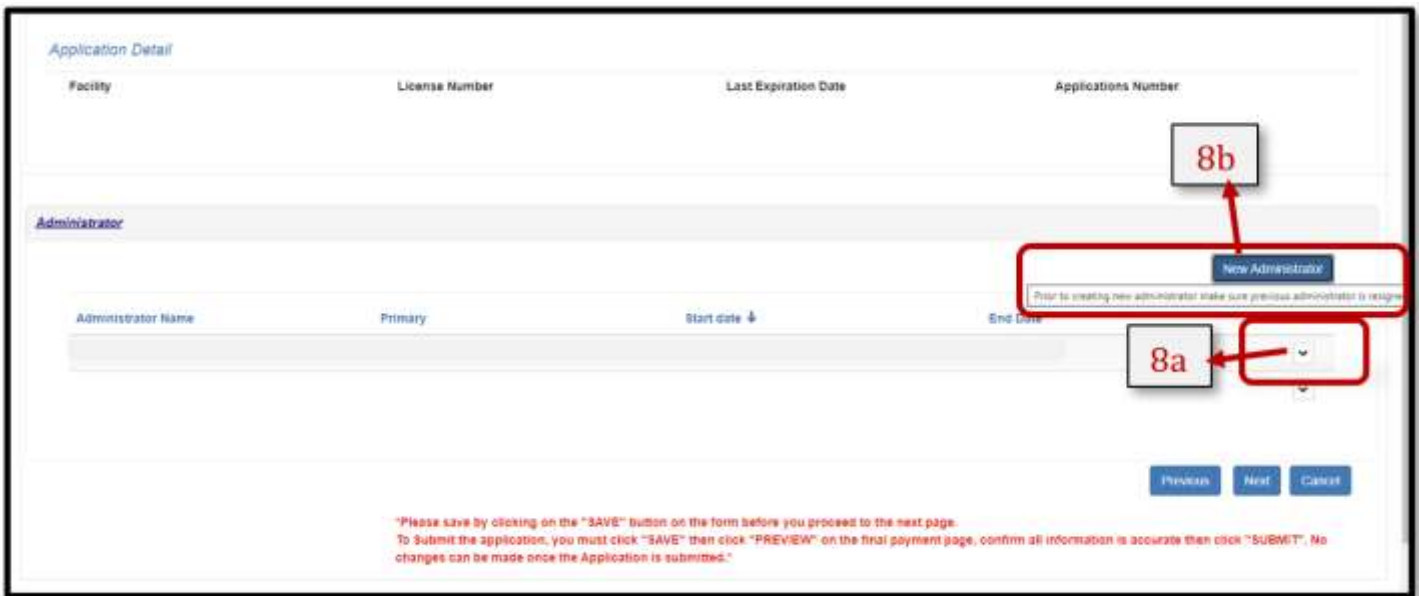 Application Detail
Facility License Number Last Expiration Date Applications Number
8b
Administrator
New Administrator
Prior to creating new administrator make sure previous administrator is resigne
Administrator Name Primary Start date End Date
8a
Previous Next Cancel
"Please save by clicking on the "SAVE" button on the form before you proceed to the next page.
To Submit the application, you must click "SAVE" then click "PREVIEW" on the final payment page, confirm all information is accurate then click "SUBMIT". No
changes can be made once the Application is submitted."